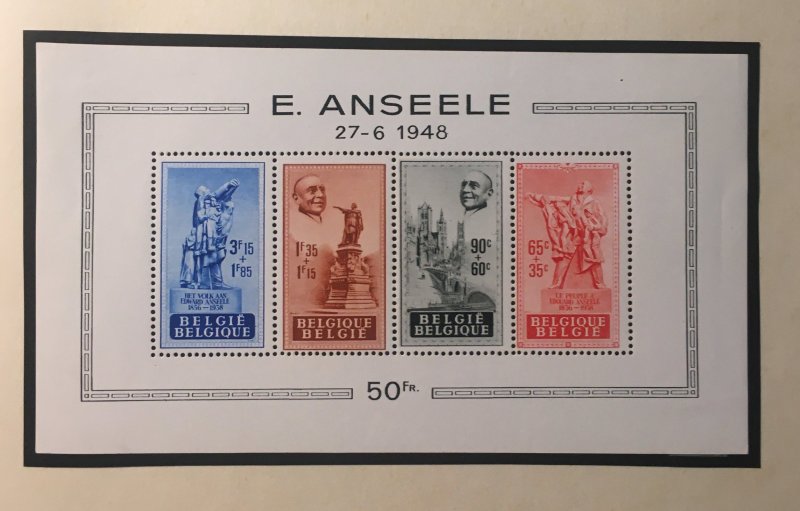 E. ANSEELE
27-6 1948
3F15
+
1F85
HET VOLK AAN
EDWARD ANSEELE
1856-1938
BELGIË
BELGIQUE
1F35
+
1F15
BELGIQUE
BELGIË
90c
+
60c
BELGIË
BELGIQUE
65c
+
35c
LE PEUPLE A
EDOUARD ANSEELE
1856-1938
BELGIQUE
BELGIË
50FR.